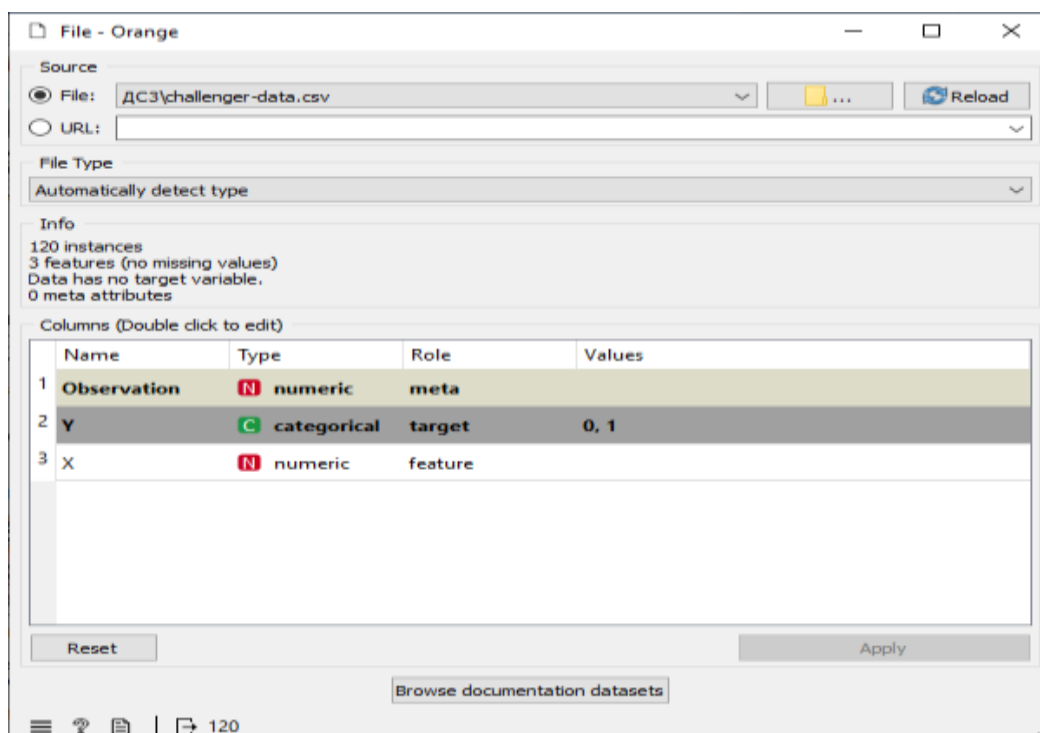 File - Orange
Source
File: ДС3\challenger-data.csv ... Reload
URL:
File Type
Automatically detect type
Info
120 instances
3 features (no missing values)
Data has no target variable.
0 meta attributes
Columns (Double click to edit)
Name Type Role Values
1 Observation N numeric meta
2 Y C categorical target 0, 1
3 X N numeric feature
Reset Apply
Browse documentation datasets
? 120